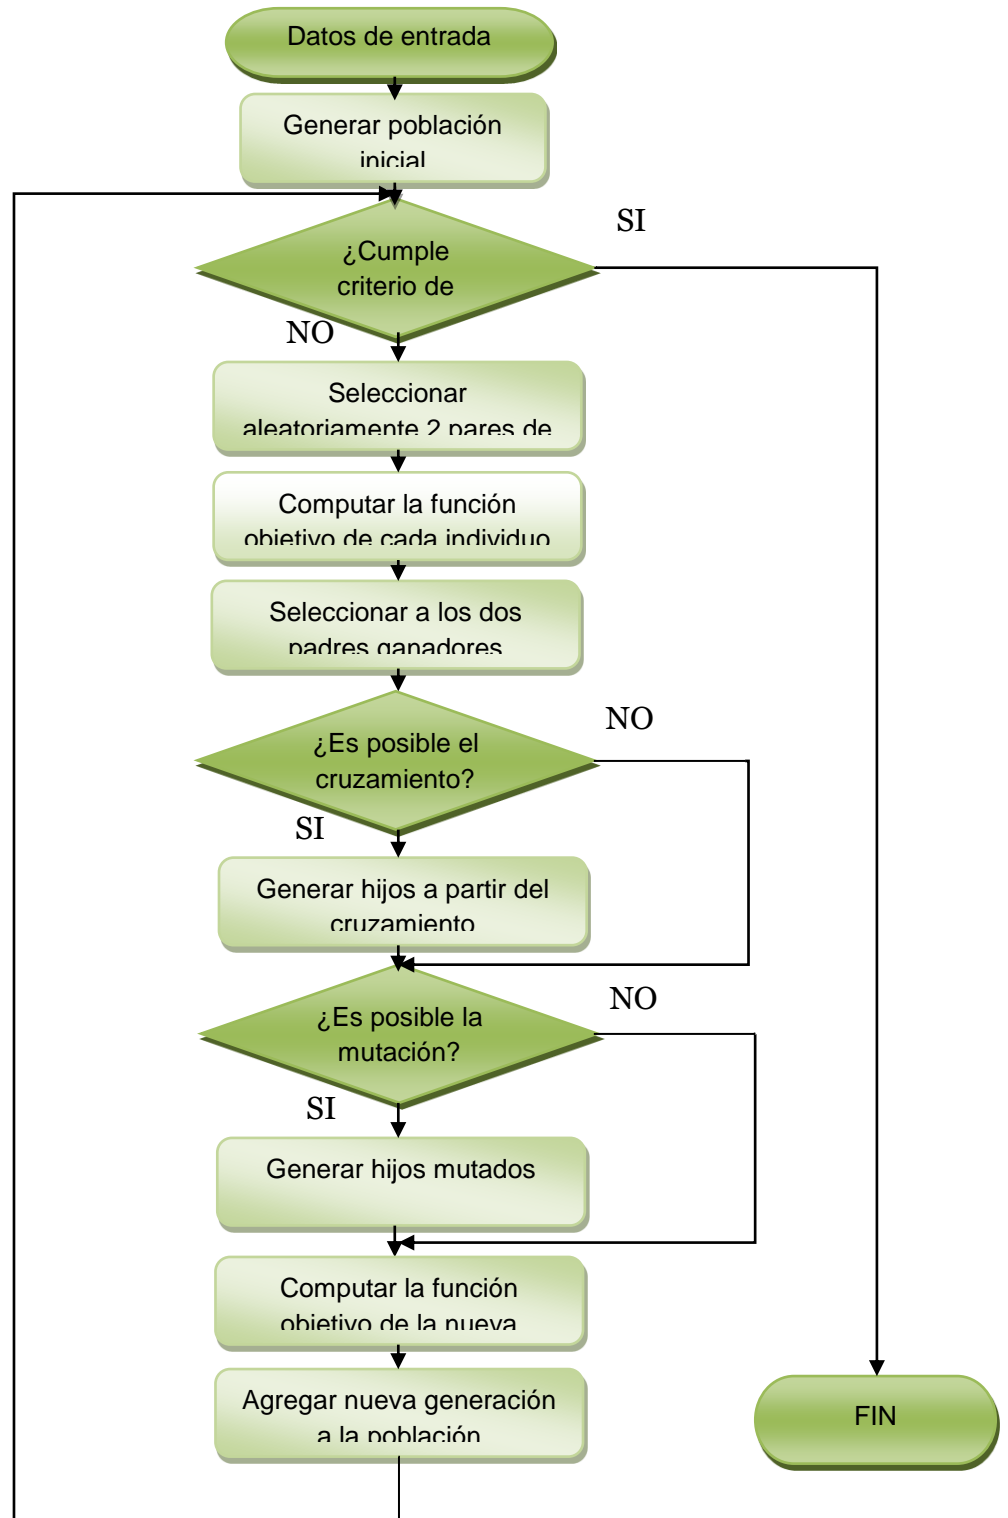 Datos de entrada
Generar población
inicial
SI
¿Cumple
criterio de
NO
Seleccionar
aleatoriamente 2 pares de
Computar la función
objetivo de cada individuo
Seleccionar a los dos
padres ganadores
NO
¿Es posible el
cruzamiento?
SI
Generar hijos a partir del
cruzamiento
NO
¿Es posible la
mutación?
SI
Generar hijos mutados
Computar la función
objetivo de la nueva
Agregar nueva generación
a la población
FIN